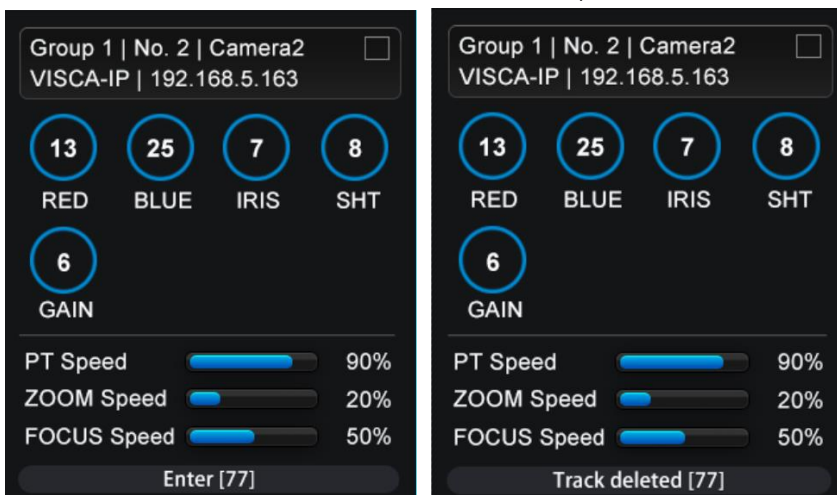 Group 1 | No. 2 | Camera2
VISCA-IP | 192.168.5.163
13 25 7 8
RED BLUE IRIS SHT
6
GAIN
PT Speed 90%
ZOOM Speed 20%
FOCUS Speed 50%
Enter [77]
Group 1 | No. 2 | Camera2
VISCA-IP | 192.168.5.163
13 25 7 8
RED BLUE IRIS SHT
6
GAIN
PT Speed 90%
ZOOM Speed 20%
FOCUS Speed 50%
Track deleted [77]